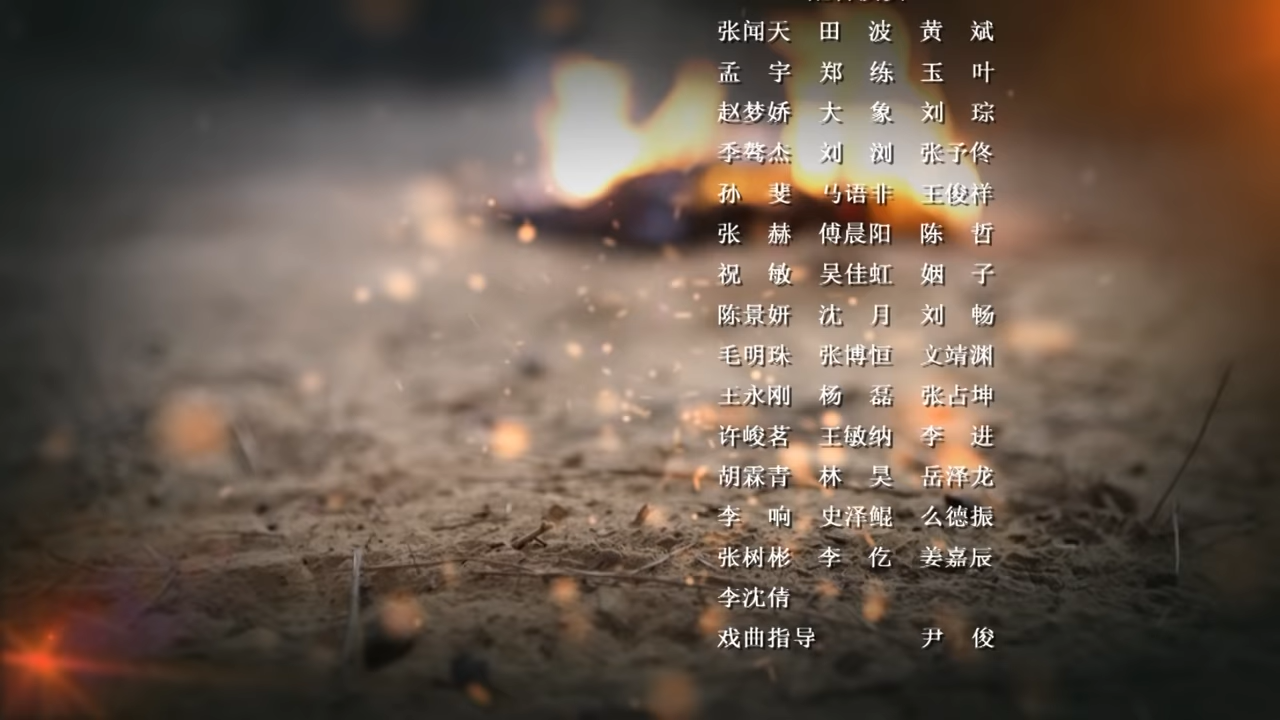 张闻天 田波 黄斌
孟宇 郑练 玉叶
赵梦娇 大象 刘琮
季骜杰 刘浏 张予佟
孙斐 马语非 王俊祥
张赫 傅晨阳 陈哲
祝敏 吴佳虹 姻子
陈景妍 沈月 刘畅
毛明珠 张博恒 文靖渊
王永刚 杨磊 张占坤
许峻茗 王敏纳 李进
胡霖青 林昊 岳泽龙
李响 史泽鲲 么德振
张树彬 李仡 姜嘉辰
李沈倩
戏曲指导 尹俊